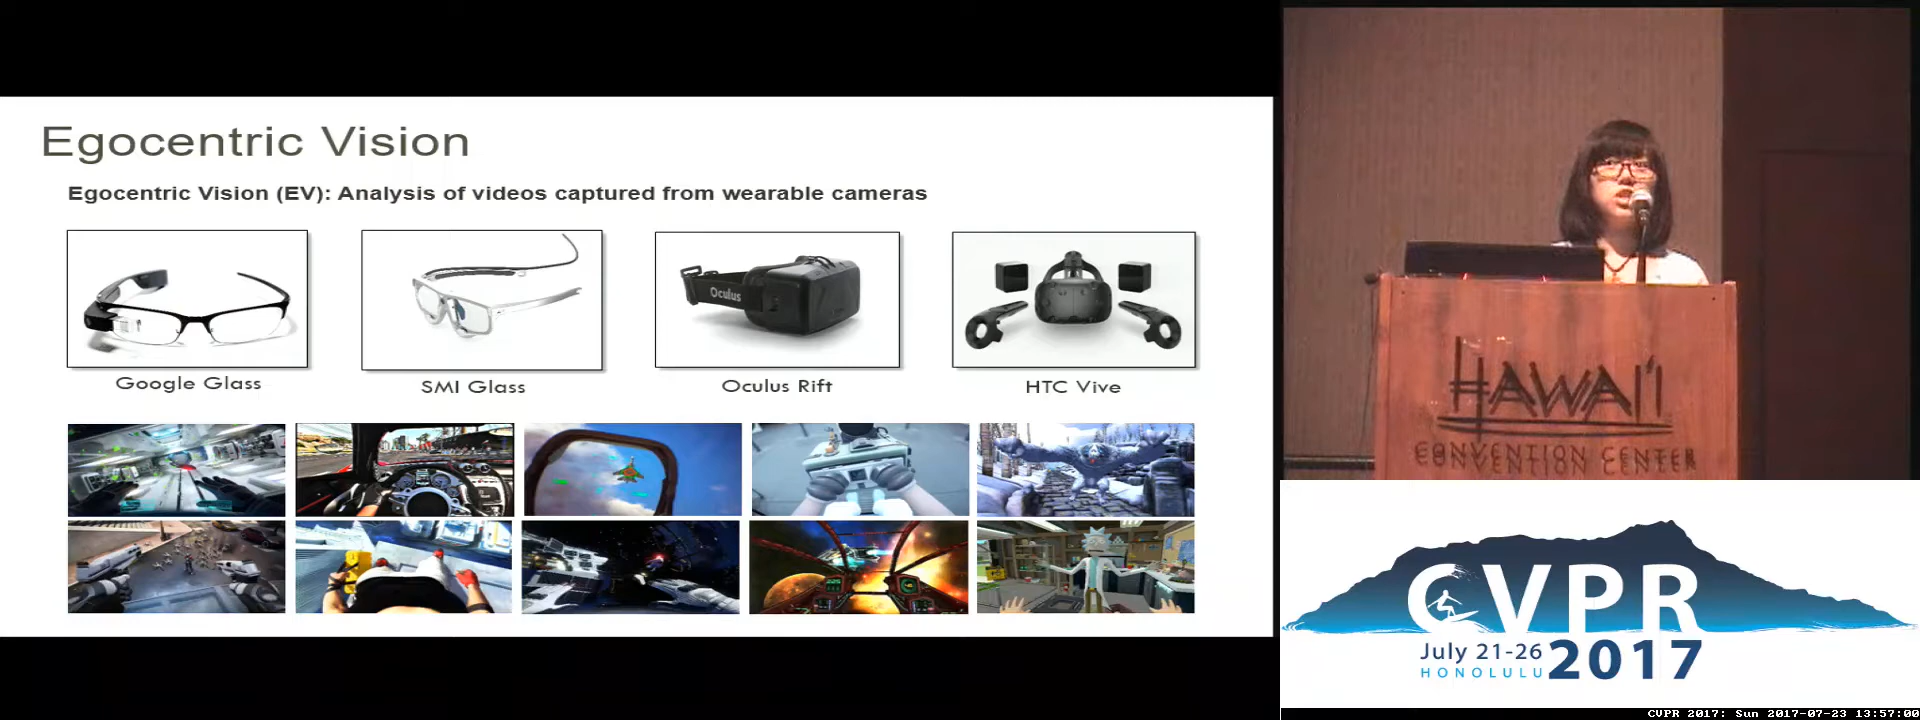 Egocentric Vision
Egocentric Vision (EV): Analysis of videos captured from wearable cameras
Oculus
Google Glass
SMI Glass
Oculus Rift
HTC Vive
HAWAI'I
CONVENTION CENTER
CVPR
July 21-26
HONOLULU
2017
CVPR 2017: Sun 2017-07-23 13:57:00